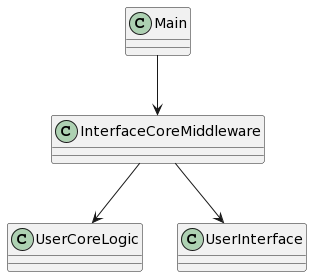 C Main
C InterfaceCoreMiddleware
C UserCoreLogic
C UserInterface